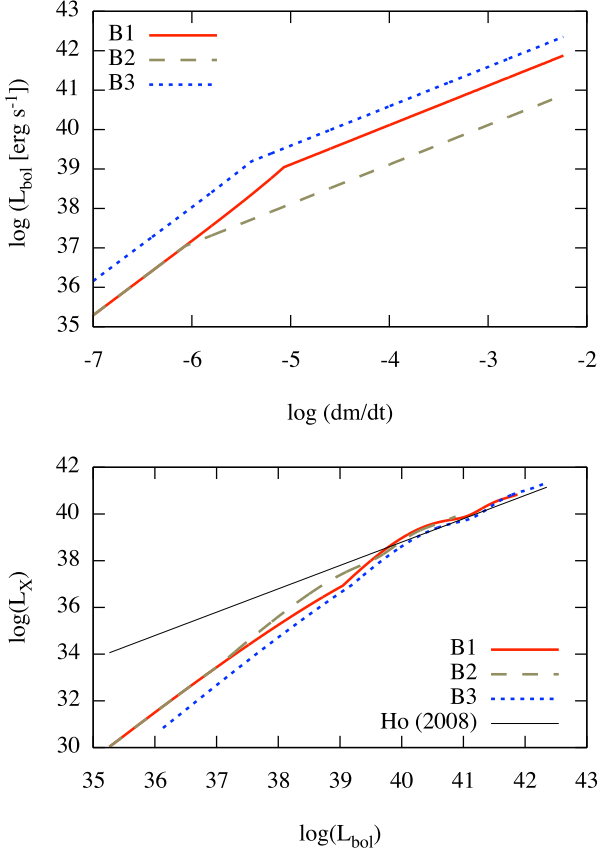 43
42
41
40
39
38
37
36
35
log (L_bol [erg s^-1])
B1
B2
B3
-7 -6 -5 -4 -3 -2
log (dm/dt)
42
40
38
36
34
32
30
log(L_X)
B1
B2
B3
Ho (2008)
35 36 37 38 39 40 41 42 43
log(L_bol)